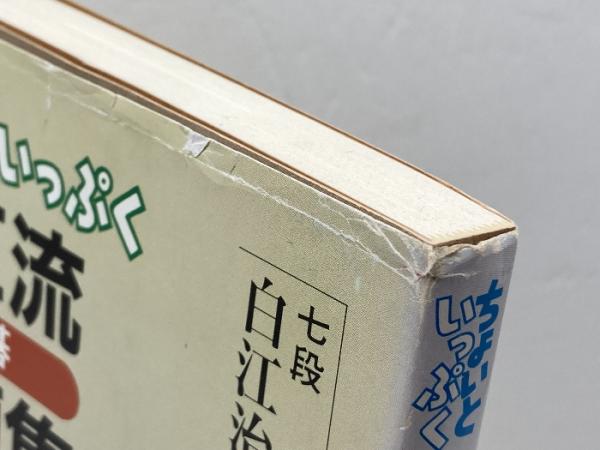 いっぷく
流
七段
白江治
ちょいと
いっぷく